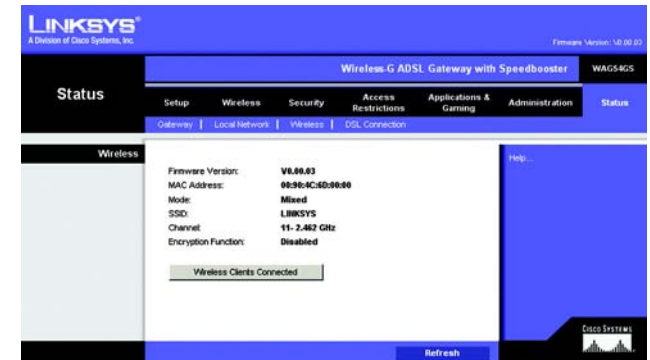 LINKSYS®
A Division of Cisco Systems, Inc.
Firmware Version: V0.00.03
Wireless-G ADSL Gateway with Speedbooster
WAG54GS
Status
Setup
Wireless
Security
Access Restrictions
Applications & Gaming
Administration
Status
Gateway | Local Network | Wireless | DSL Connection
Wireless
Help...
Firmware Version: V0.00.03
MAC Address: 00:90:4C:6D:00:00
Mode: Mixed
SSID: LINKSYS
Channel: 11- 2.462 GHz
Encryption Function: Disabled
Wireless Clients Connected
Refresh
CISCO SYSTEMS